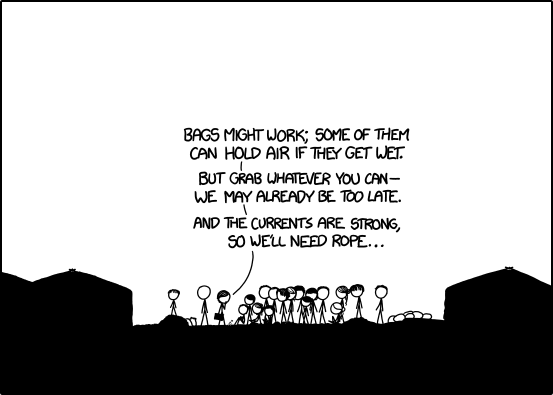 BAGS MIGHT WORK; SOME OF THEM
CAN HOLD AIR IF THEY GET WET.
BUT GRAB WHATEVER YOU CAN—
WE MAY ALREADY BE TOO LATE.
AND THE CURRENTS ARE STRONG,
SO WE'LL NEED ROPE...